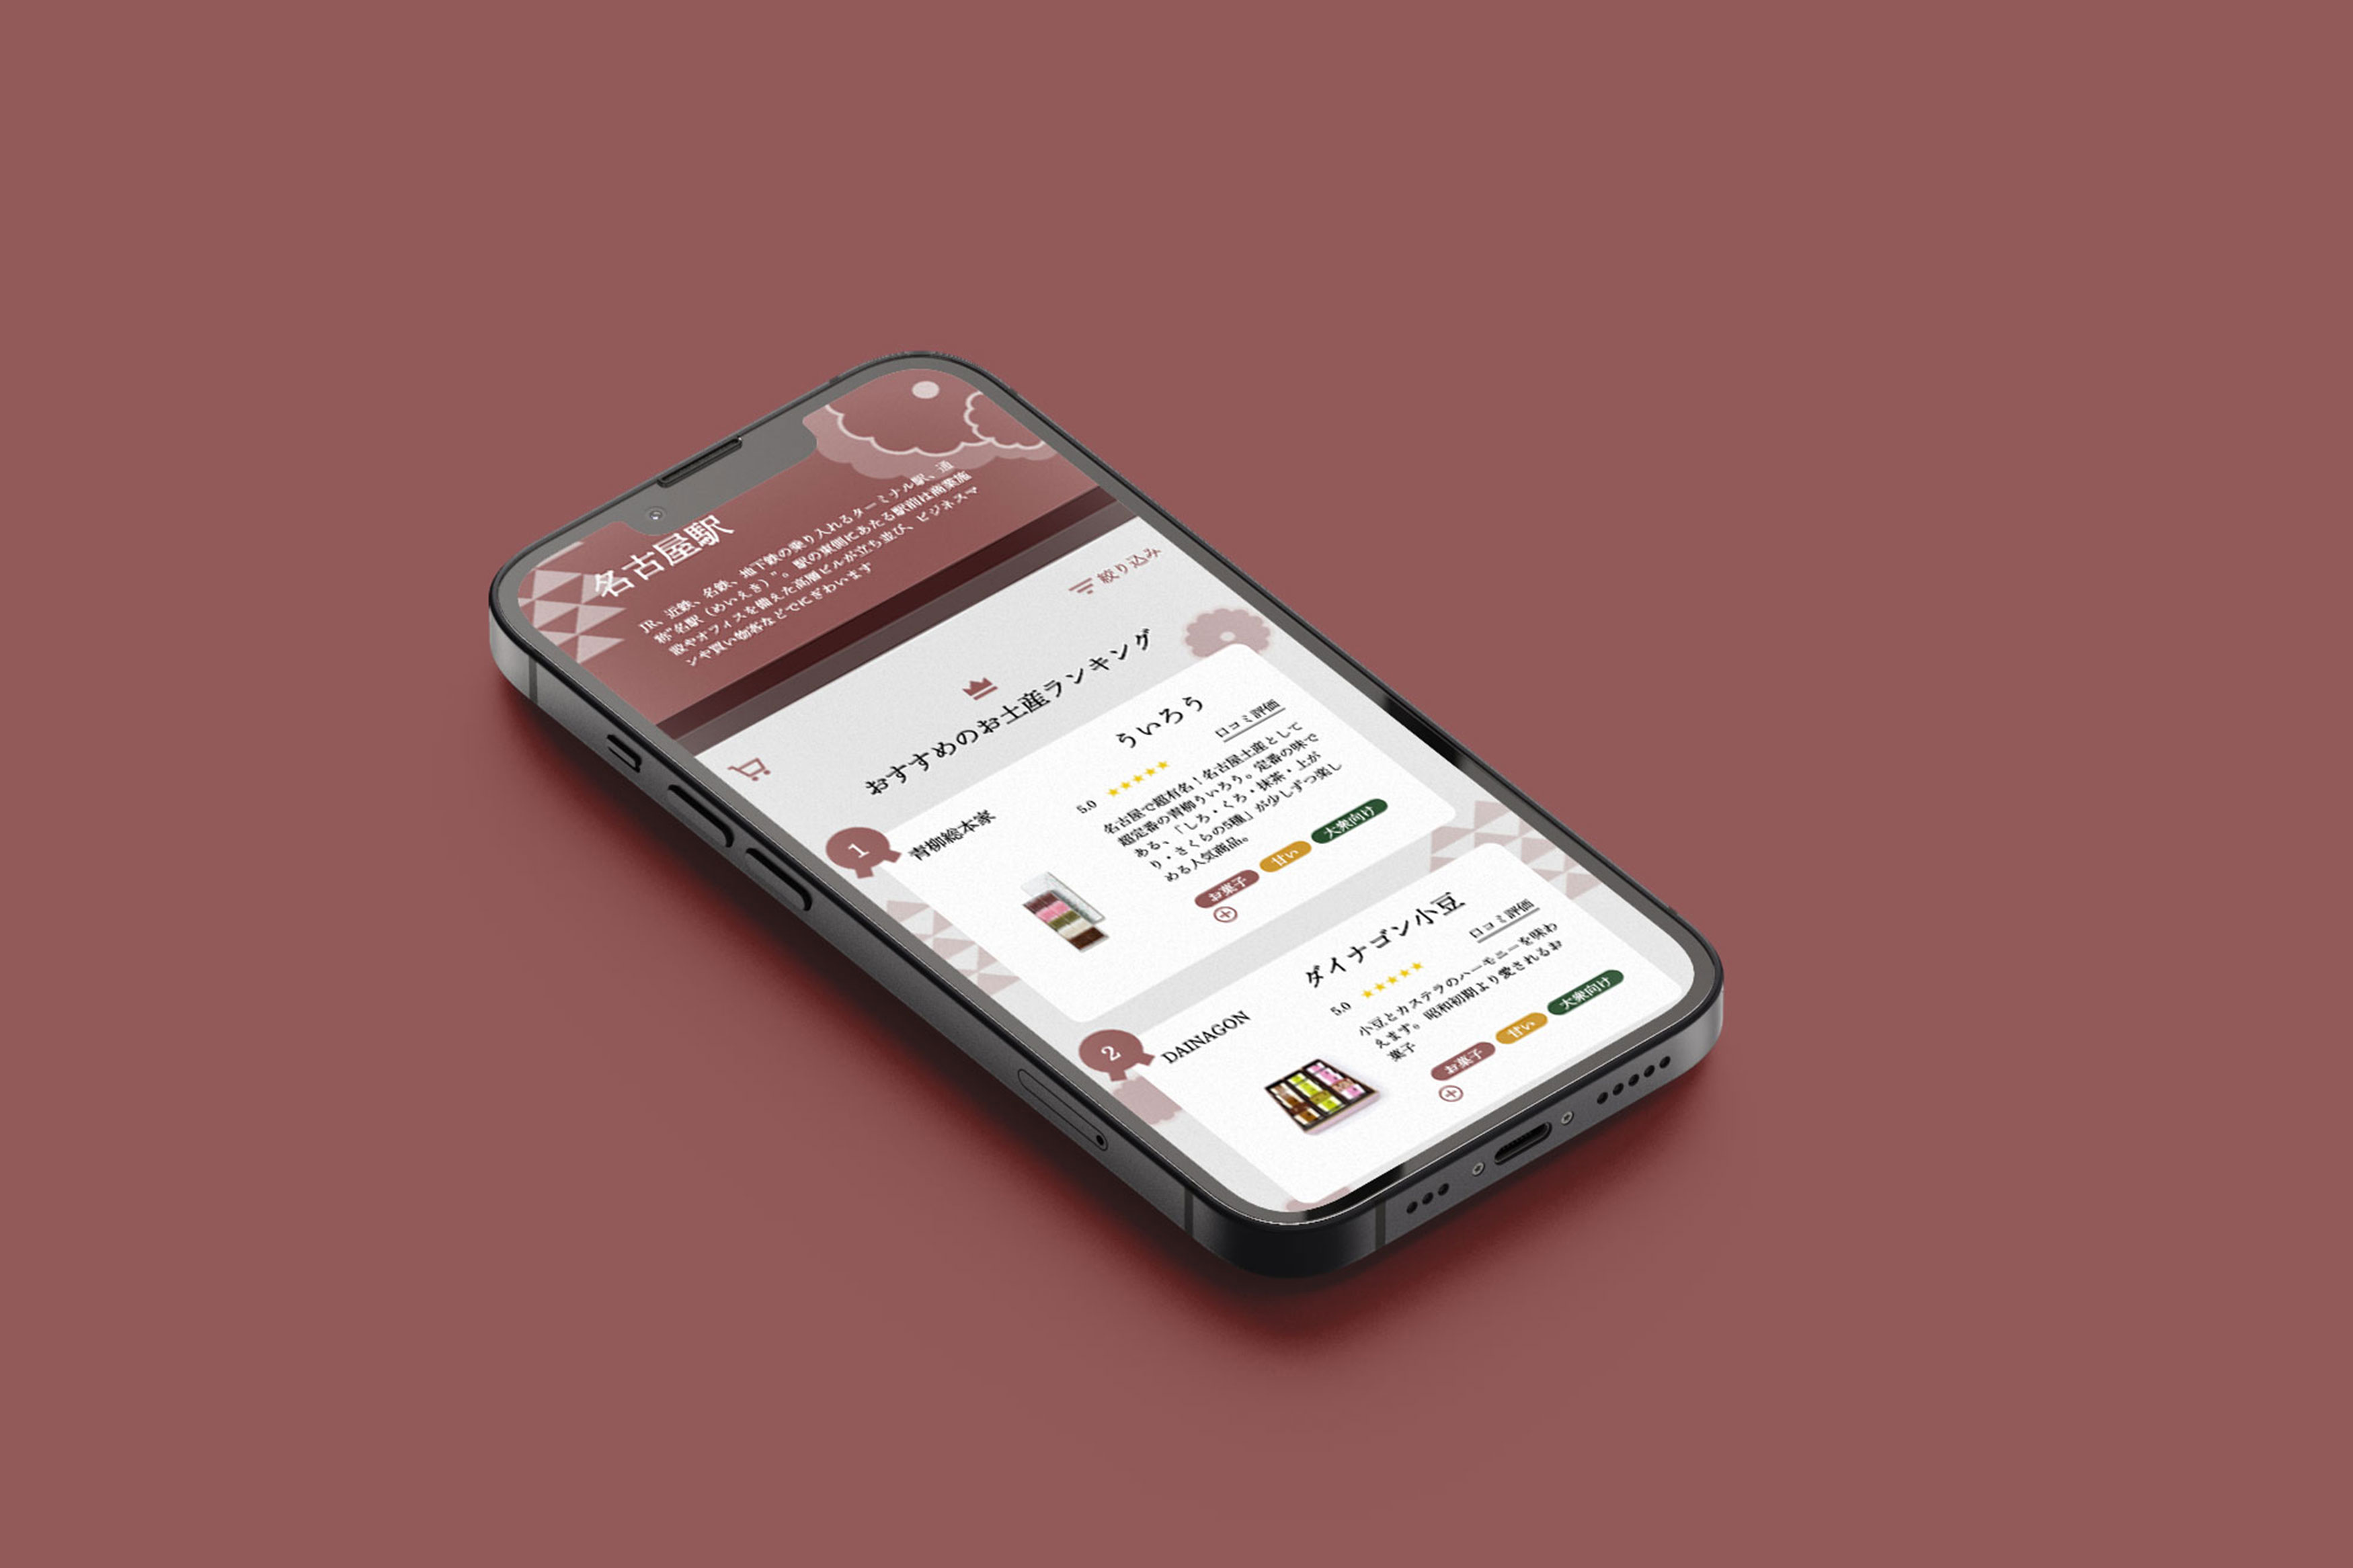 名古屋駅
JR、近鉄、名鉄、地下鉄の乗り入れるターミナル駅、通
称"名駅（めいえき）"。駅の東側にあたる駅前は商業施
設やオフィスを備えた高層ビルが立ち並び、ビジネスマ
ンや買い物客などでにぎわいます
絞り込み
おすすめのお土産ランキング
1
青柳総本家
ういろう
口コミ評価
5.0 ★★★★★
名古屋で超有名！名古屋土産として
超定番の青柳ういろう。定番の味で
ある、「しろ・くろ・抹茶・上が
り・さくらの5種」が少しずつ楽し
める人気商品。
お菓子 甘い 大衆向け
2
DAINAGON
ダイナゴン小豆
口コミ評価
5.0 ★★★★★
小豆とカステラのハーモニーを味わ
えます。昭和初期より愛されるお
菓子
お菓子 甘い 大衆向け